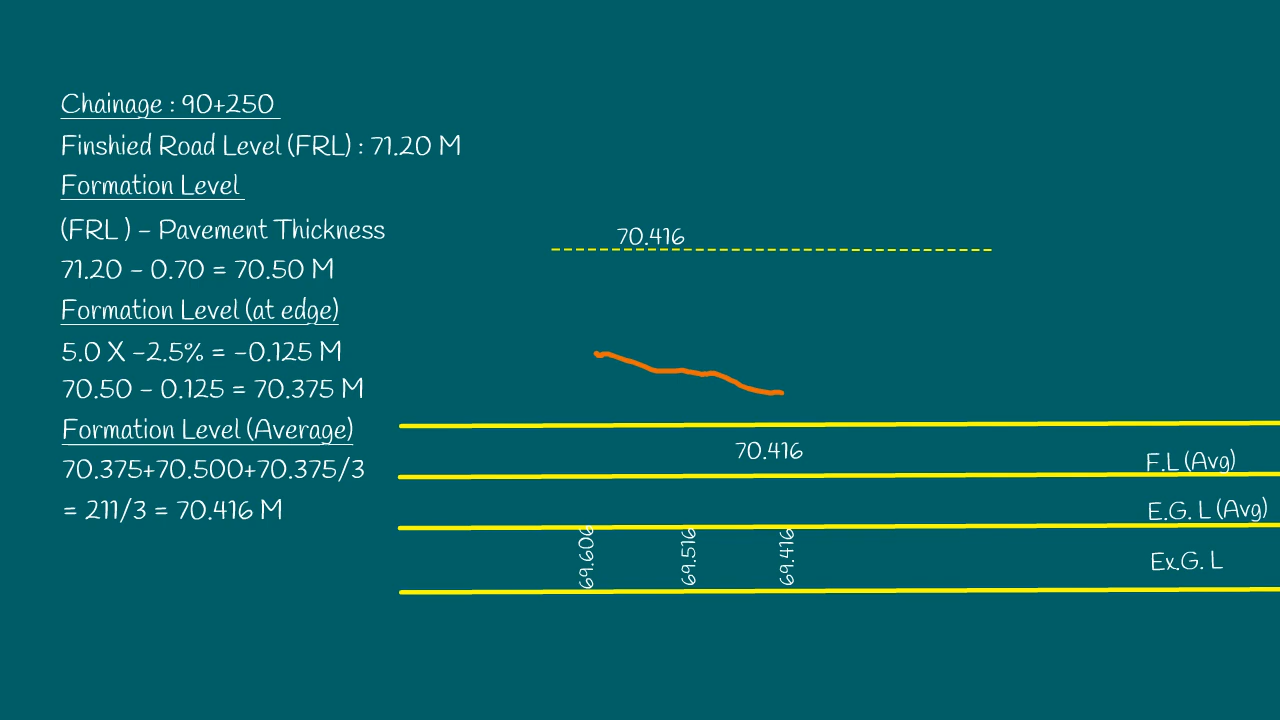 Chainage : 90+250
Finshied Road Level (FRL) : 71.20 M
Formation Level
(FRL ) - Pavement Thickness
71.20 - 0.70 = 70.50 M
Formation Level (at edge)
5.0 X -2.5% = -0.125 M
70.50 - 0.125 = 70.375 M
Formation Level (Average)
70.375+70.500+70.375/3
= 211/3 = 70.416 M
70.416
70.416
F.L (Avg)
E.G. L (Avg)
69.606
69.516
69.416
Ex.G. L